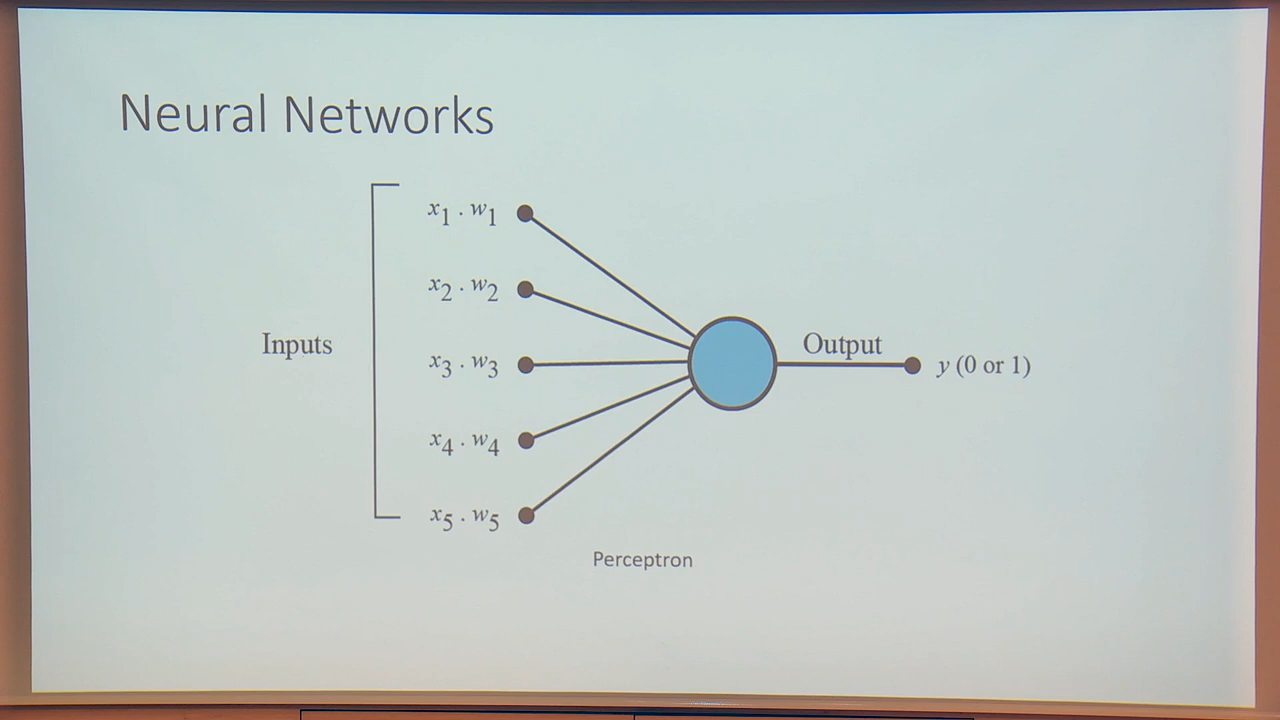 Neural Networks
x1 . w1
x2 . w2
Inputs
x3 . w3
Output
y (0 or 1)
x4 . w4
x5 . w5
Perceptron